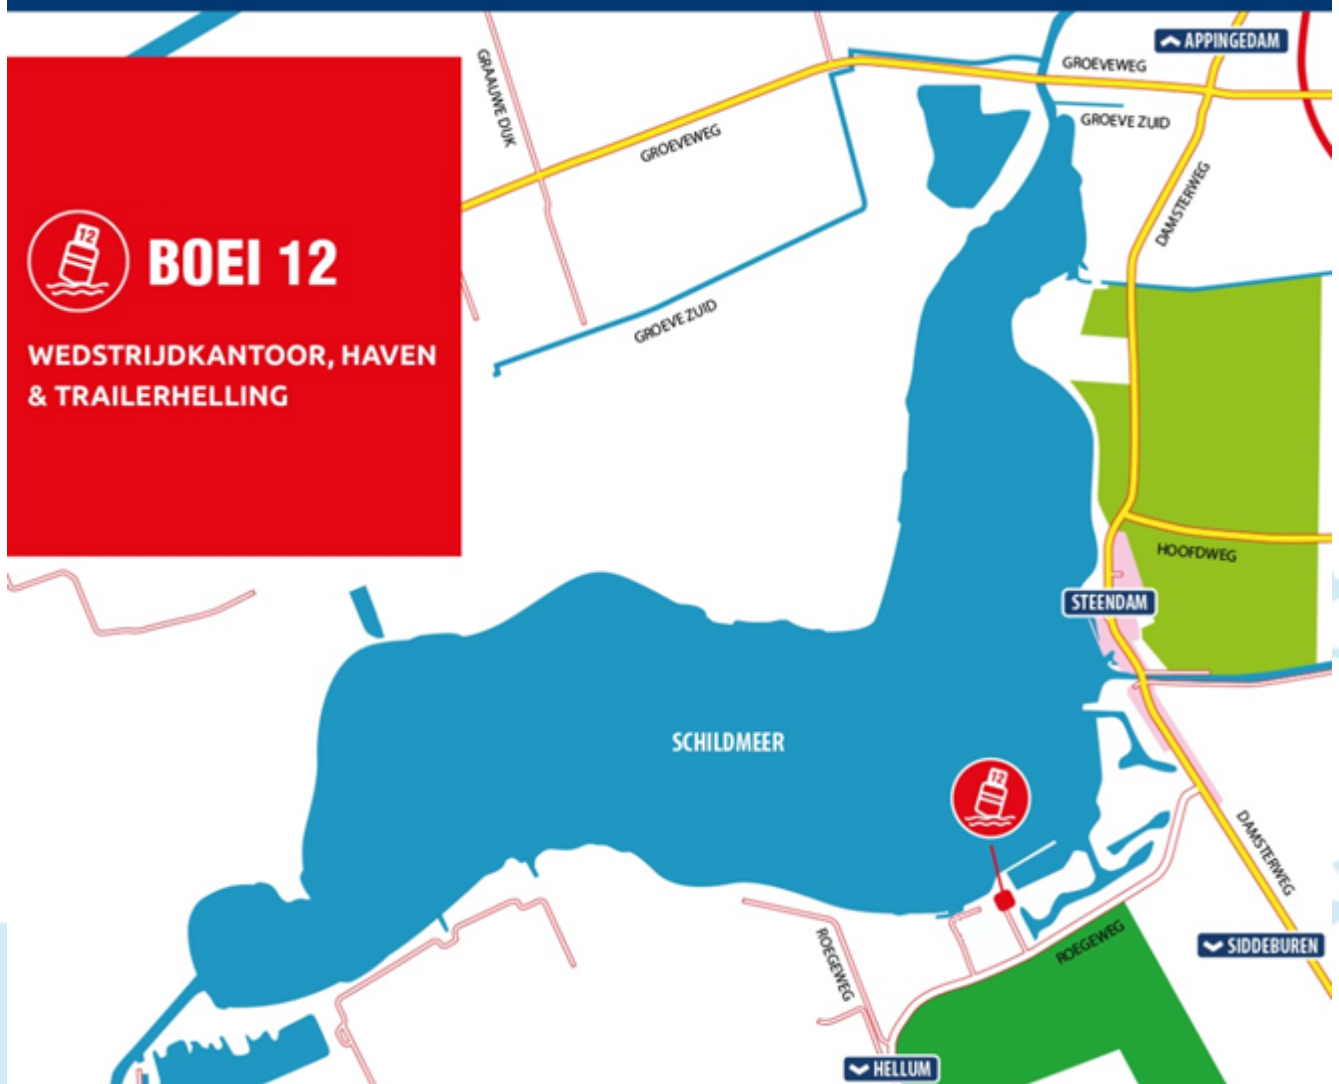 APPINGEDAM
GROEVEWEG
GRAAUWE DIJK
GROEVE ZUID
GROEVEWEG
DAMSTERWEG
12
BOEI 12
GROEVE ZUID
WEDSTRIJDKANTOOR, HAVEN
& TRAILERHELLING
HOOFDWEG
STEENDAM
SCHILDMEER
12
DAMSTERWEG
ROEGEWEG
ROEGEWEG
SIDDEBUREN
HELLUM